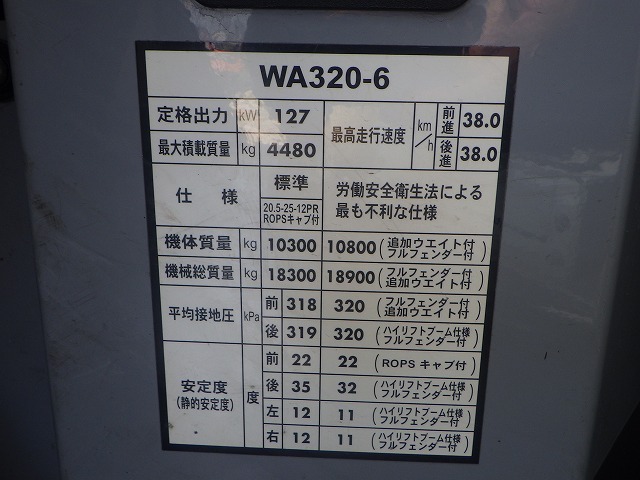 WA320-6
定格出力 kW 127 最高走行速度 km/h 前進 38.0
最大積載質量 kg 4480 後進 38.0
仕様 標準 20.5-25-12PR ROPSキャブ付 労働安全衛生法による最も不利な仕様
機体質量 kg 10300 10800 (追加ウエイト付 フルフェンダー付)
機械総質量 kg 18300 18900 (フルフェンダー付 追加ウエイト付)
平均接地圧 kPa 前 318 320 (フルフェンダー付 追加ウエイト付)
後 319 320 (ハイリフトブーム仕様 フルフェンダー付)
安定度 (静的安定度) 度 前 22 22 (ROPS キャブ付)
後 35 32 (ハイリフトブーム仕様 フルフェンダー付)
左 12 11 (ハイリフトブーム仕様 フルフェンダー付)
右 12 11 (ハイリフトブーム仕様 フルフェンダー付)